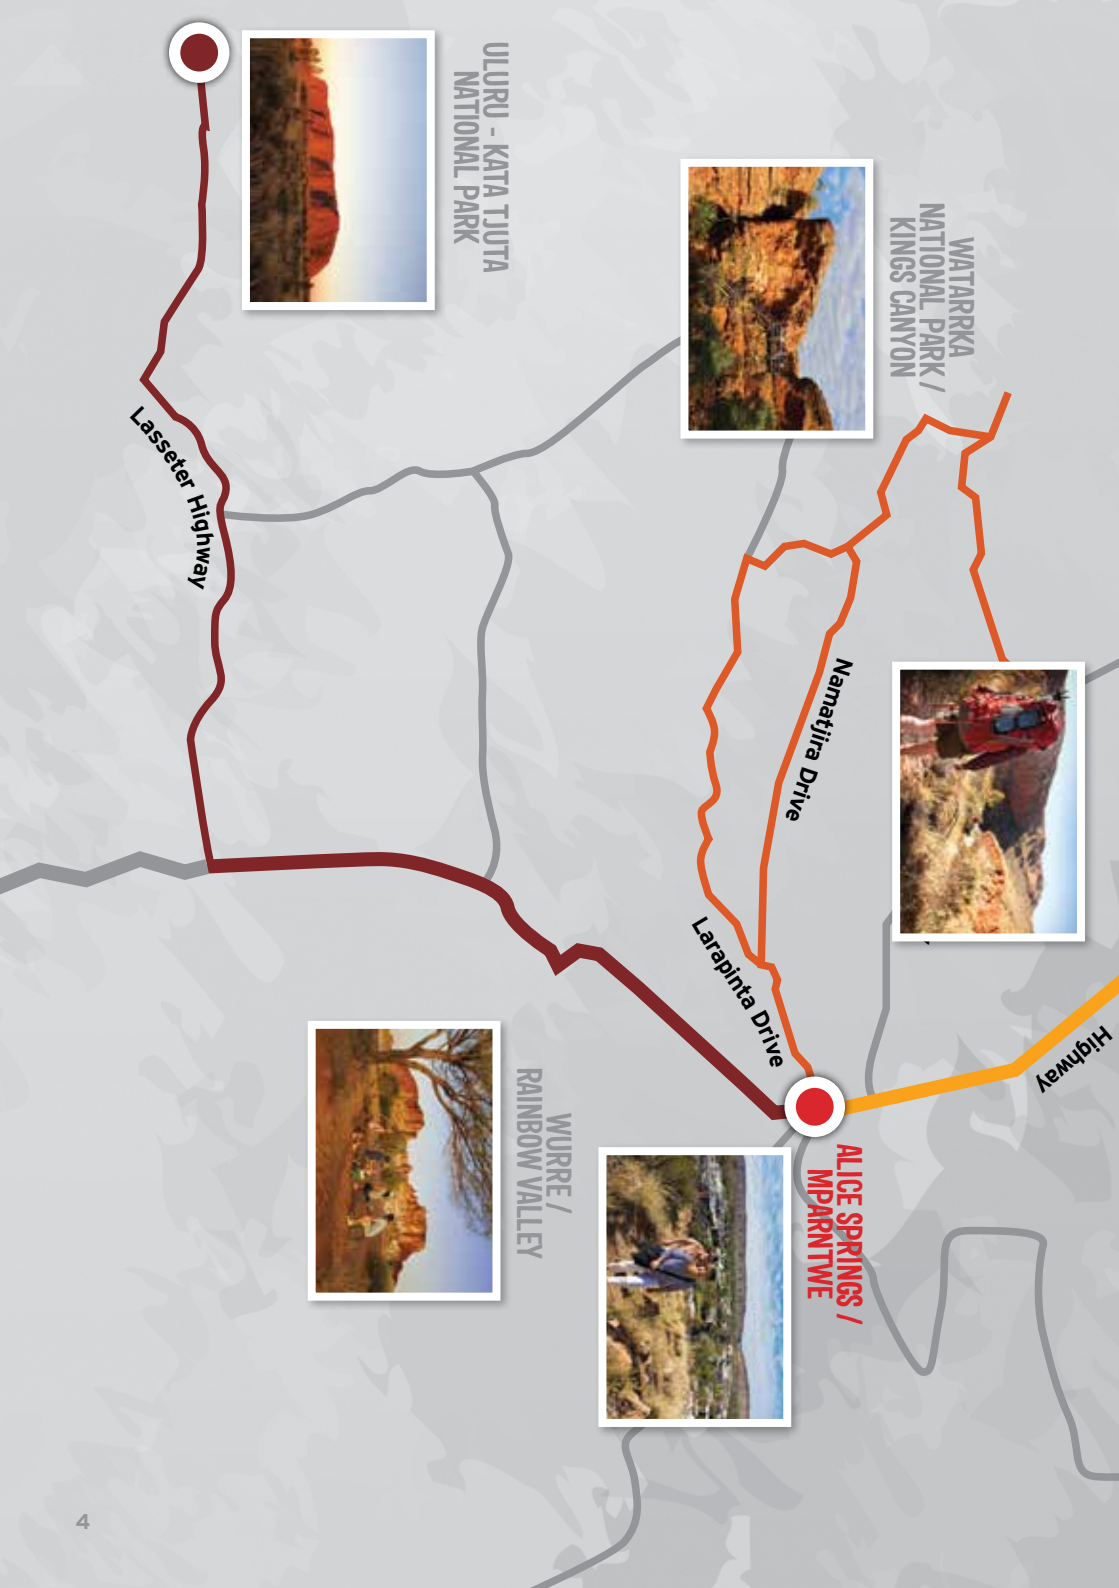 ULURU - KATA TJUTA
NATIONAL PARK
WATARRKA
NATIONAL PARK /
KINGS CANYON
Lasseter Highway
Namatjira Drive
Larapinta Drive
Highway
ALICE SPRINGS /
MPARNTWE
WURRE /
RAINBOW VALLEY
4